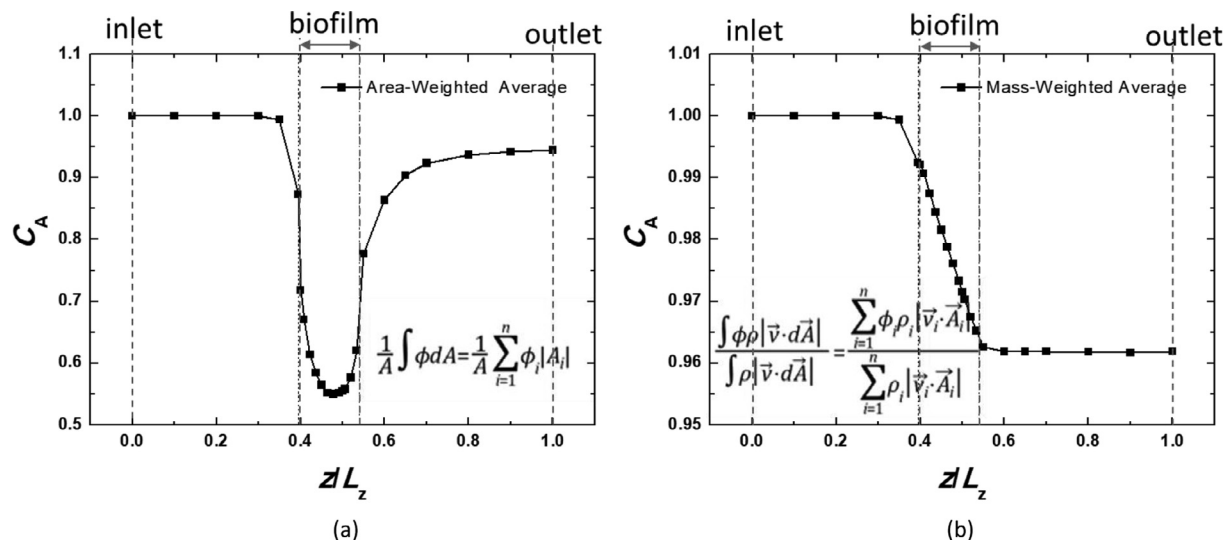 inlet
biofilm
outlet
1.1
1.0
0.9
0.8
0.7
0.6
0.5
C_A
Area-Weighted Average
1/A ∫ϕdA = 1/A ∑_{i=1}^{n} ϕ_i|A_i|
0.0 0.2 0.4 0.6 0.8 1.0
z/L_z
(a)
inlet
biofilm
outlet
1.01
1.00
0.99
0.98
0.97
0.96
0.95
C_A
Mass-Weighted Average
∫ϕρ|v⃗·dA⃗| / ∫ρ|v⃗·dA⃗| = ∑_{i=1}^{n} ϕ_iρ_i|v⃗_i·A⃗_i| / ∑_{i=1}^{n} ρ_i|v⃗_i·A⃗_i|
0.0 0.2 0.4 0.6 0.8 1.0
z/L_z
(b)